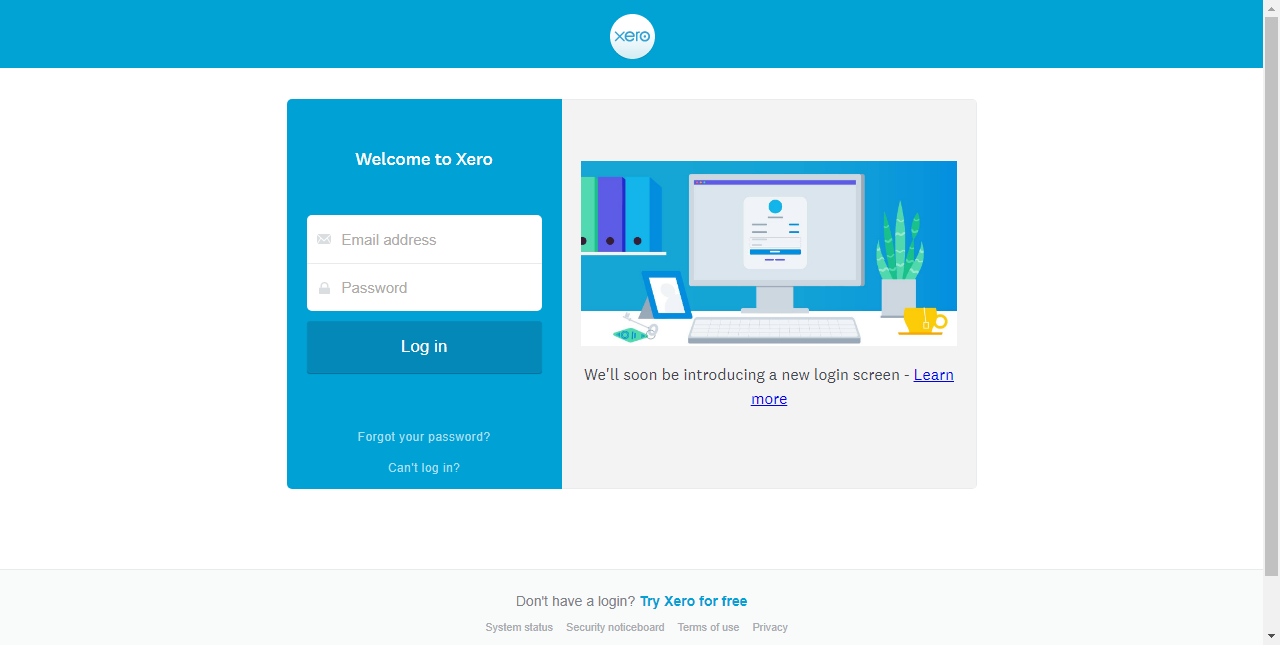 xero
Welcome to Xero
Email address
Password
Log in
Forgot your password?
Can't log in?
We'll soon be introducing a new login screen - Learn
more
Don't have a login? Try Xero for free
System status Security noticeboard Terms of use Privacy